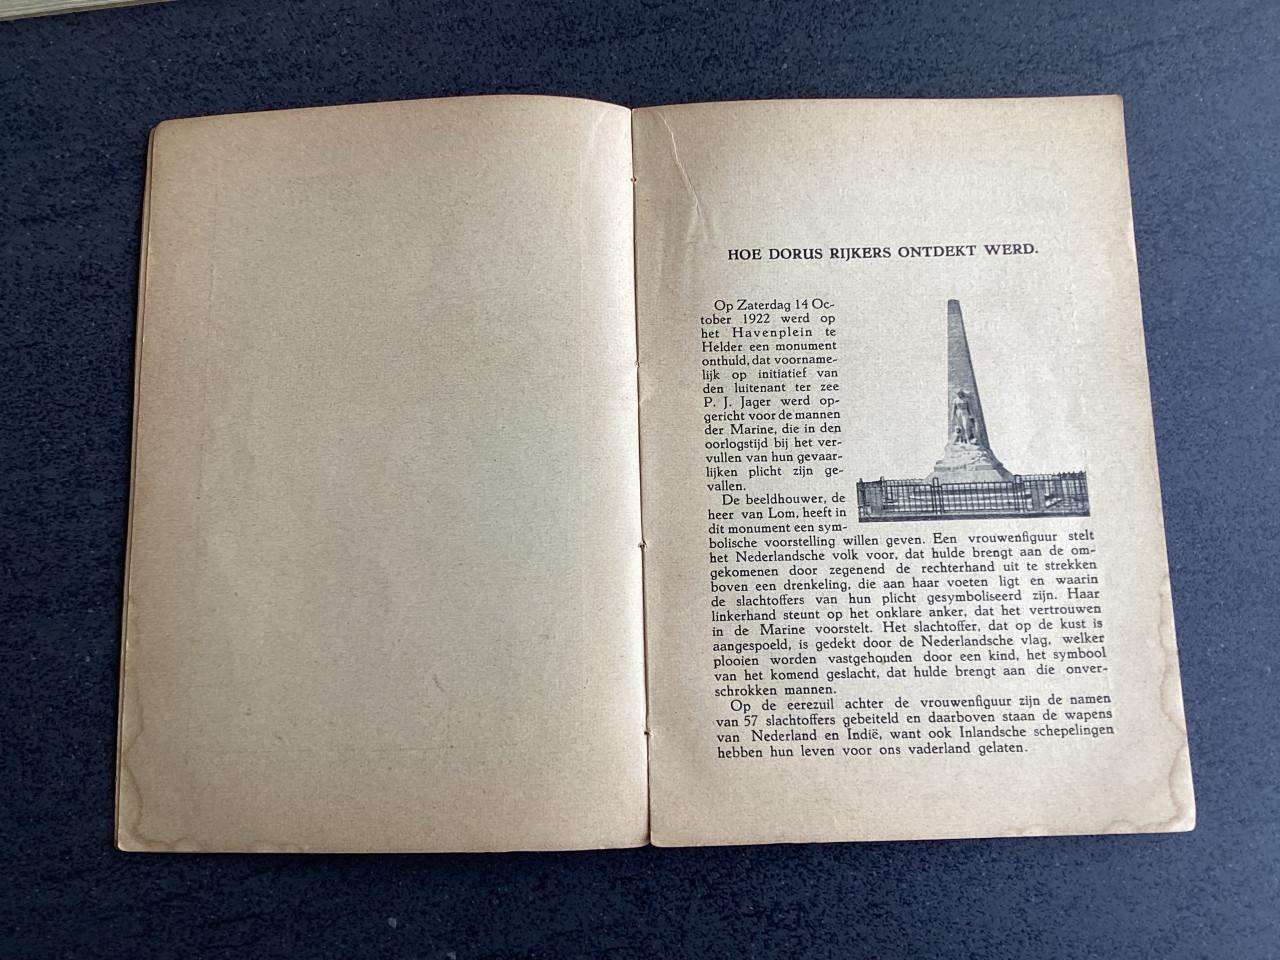 HOE DORUS RIJKERS ONTDEKT WERD.
Op Zaterdag 14 Oc-
tober 1922 werd op
het Havenplein te
Helder een monument
onthuld, dat voorname-
lijk op initiatief van
den luitenant ter zee
P. J. Jager werd op-
gericht voor de mannen
der Marine, die in den
oorlogstijd bij het ver-
vullen van hun gevaar-
lijken plicht zijn ge-
vallen.
De beeldhouwer, de
heer van Lom, heeft in
dit monument een sym-
bolische voorstelling willen geven. Een vrouwenfiguur stelt
het Nederlandsche volk voor, dat hulde brengt aan de om-
gekomenen door zegenend de rechterhand uit te strekken
boven een drenkeling, die aan haar voeten ligt en waarin
de slachtoffers van hun plicht gesymboliseerd zijn. Haar
linkerhand steunt op het onklare anker, dat het vertrouwen
in de Marine voorstelt. Het slachtoffer, dat op de kust is
aangespoeld, is gedekt door de Nederlandsche vlag, welker
plooien worden vastgehouden door een kind, het symbool
van het komend geslacht, dat hulde brengt aan die onver-
schrokken mannen.
Op de eerezuil achter de vrouwenfiguur zijn de namen
van 57 slachtoffers gebeiteld en daarboven staan de wapens
van Nederland en Indië, want ook Inlandsche schepelingen
hebben hun leven voor ons vaderland gelaten.